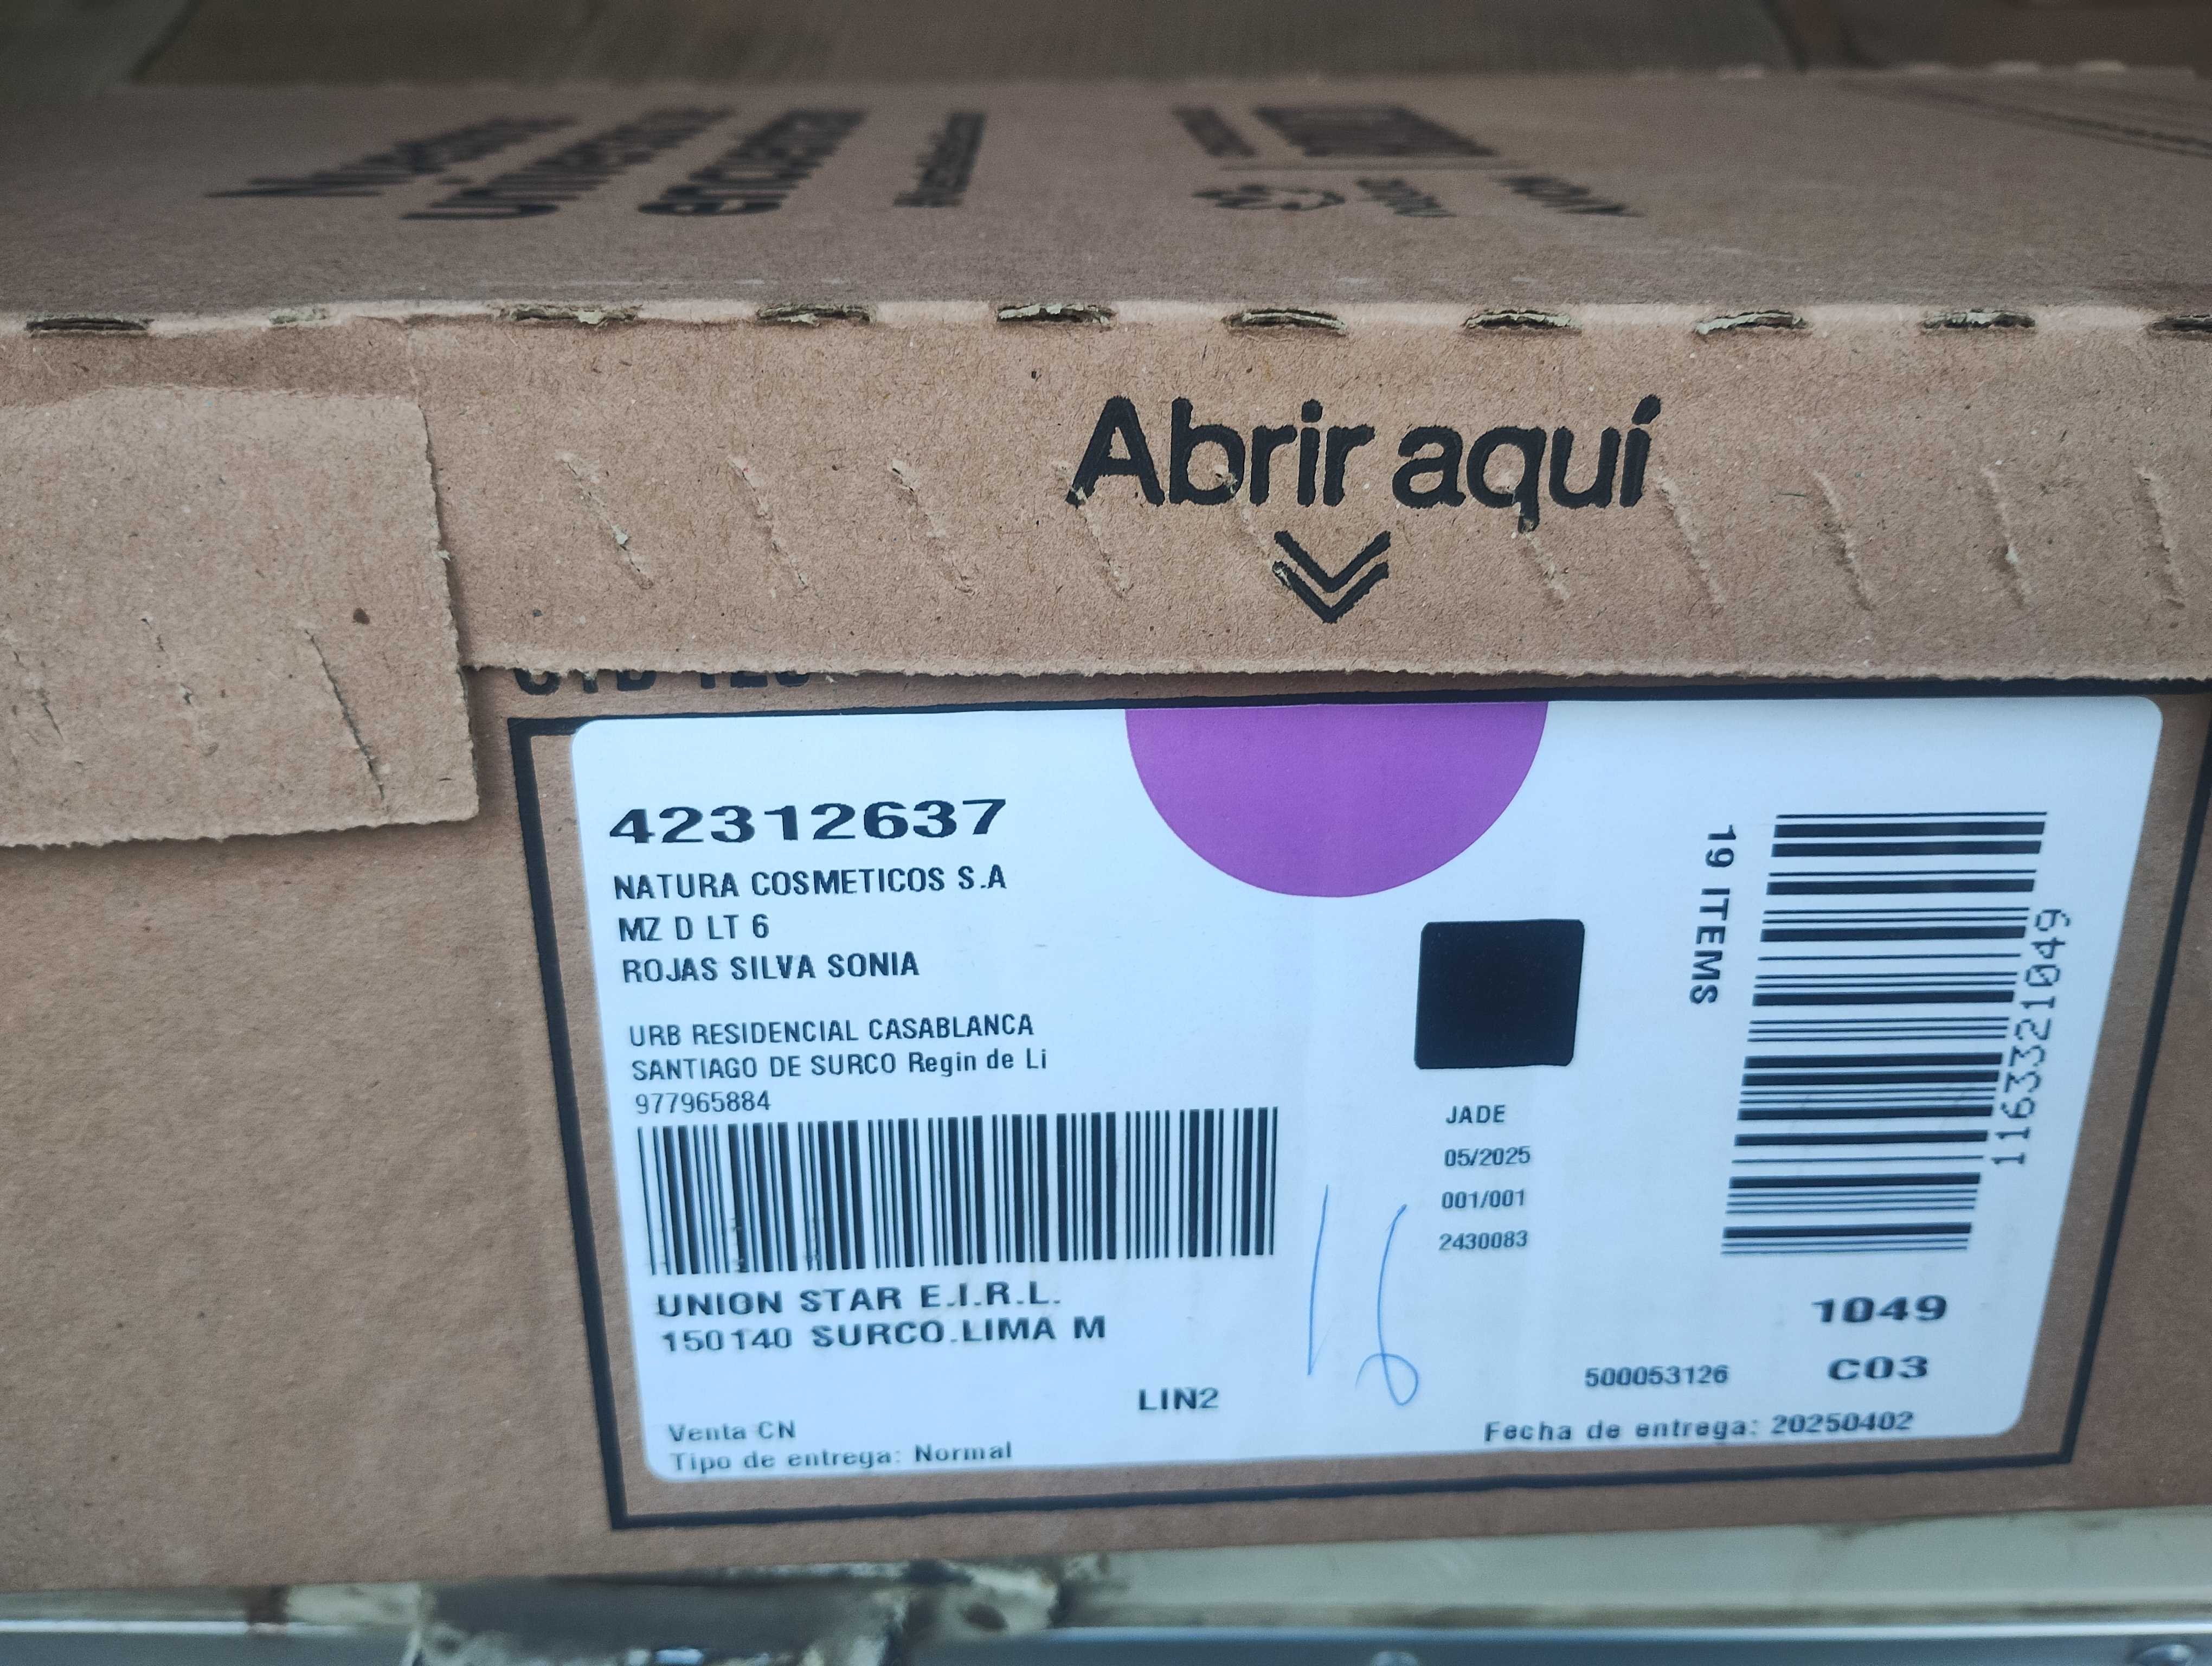 Abrir aquí
42312637
NATURA COSMETICOS S.A
MZ D LT 6
ROJAS SILVA SONIA
URB RESIDENCIAL CASABLANCA
SANTIAGO DE SURCO Regin de Li
977965884
UNION STAR E.I.R.L.
150140 SURCO.LIMA M
LIN2
Venta CN
Tipo de entrega: Normal
JADE
05/2025
001/001
2430083
16
19 ITEMS
1163321049
1049
C03
500053126
Fecha de entrega: 20250402